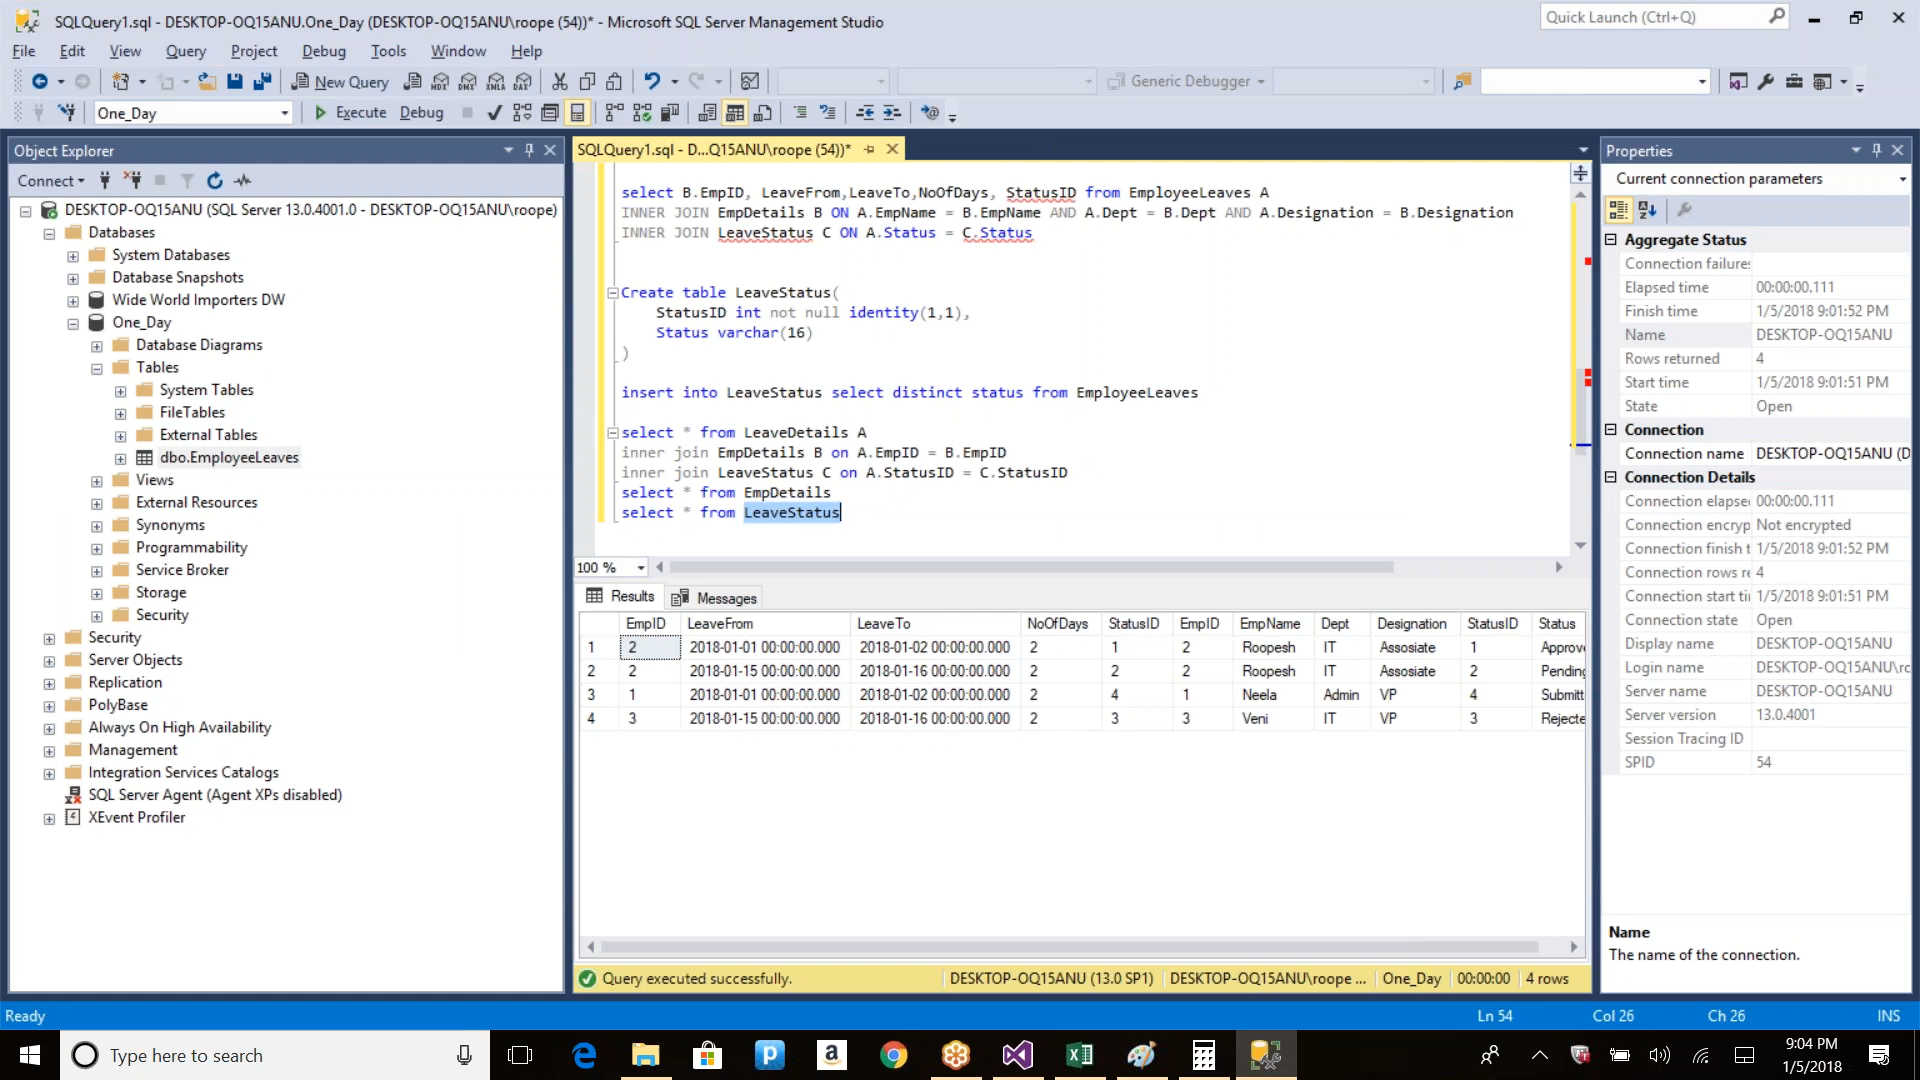 SQLQuery1.sql - DESKTOP-OQ15ANU.One_Day (DESKTOP-OQ15ANU\roope (54))* - Microsoft SQL Server Management Studio
Quick Launch (Ctrl+Q)
File Edit View Query Project Debug Tools Window Help
New Query
MDX DMX XMLA DAX
Generic Debugger
One_Day
Execute Debug
Object Explorer
Connect
DESKTOP-OQ15ANU (SQL Server 13.0.4001.0 - DESKTOP-OQ15ANU\roope)
Databases
System Databases
Database Snapshots
Wide World Importers DW
One_Day
Database Diagrams
Tables
System Tables
FileTables
External Tables
dbo.EmployeeLeaves
Views
External Resources
Synonyms
Programmability
Service Broker
Storage
Security
Security
Server Objects
Replication
PolyBase
Always On High Availability
Management
Integration Services Catalogs
SQL Server Agent (Agent XPs disabled)
XEvent Profiler
SQLQuery1.sql - D...Q15ANU\roope (54))*
select B.EmpID, LeaveFrom,LeaveTo,NoOfDays, StatusID from EmployeeLeaves A
INNER JOIN EmpDetails B ON A.EmpName = B.EmpName AND A.Dept = B.Dept AND A.Designation = B.Designation
INNER JOIN LeaveStatus C ON A.Status = C.Status
Create table LeaveStatus(
StatusID int not null identity(1,1),
Status varchar(16)
)
insert into LeaveStatus select distinct status from EmployeeLeaves
select * from LeaveDetails A
inner join EmpDetails B on A.EmpID = B.EmpID
inner join LeaveStatus C on A.StatusID = C.StatusID
select * from EmpDetails
select * from LeaveStatus
100 %
Results Messages
EmpID LeaveFrom LeaveTo NoOfDays StatusID EmpID EmpName Dept Designation StatusID Status
1 2 2018-01-01 00:00:00.000 2018-01-02 00:00:00.000 2 1 2 Roopesh IT Assosiate 1 Approve
2 2 2018-01-15 00:00:00.000 2018-01-16 00:00:00.000 2 2 2 Roopesh IT Assosiate 2 Pending
3 1 2018-01-01 00:00:00.000 2018-01-02 00:00:00.000 2 4 1 Neela Admin VP 4 Submitt
4 3 2018-01-15 00:00:00.000 2018-01-16 00:00:00.000 2 3 3 Veni IT VP 3 Rejecte
Query executed successfully. DESKTOP-OQ15ANU (13.0 SP1) DESKTOP-OQ15ANU\roope ... One_Day 00:00:00 4 rows
Properties
Current connection parameters
Aggregate Status
Connection failures
Elapsed time 00:00:00.111
Finish time 1/5/2018 9:01:52 PM
Name DESKTOP-OQ15ANU
Rows returned 4
Start time 1/5/2018 9:01:51 PM
State Open
Connection
Connection name DESKTOP-OQ15ANU (D
Connection Details
Connection elapse 00:00:00.111
Connection encryp Not encrypted
Connection finish t 1/5/2018 9:01:52 PM
Connection rows re 4
Connection start ti 1/5/2018 9:01:51 PM
Connection state Open
Display name DESKTOP-OQ15ANU
Login name DESKTOP-OQ15ANU\ro
Server name DESKTOP-OQ15ANU
Server version 13.0.4001
Session Tracing ID
SPID 54
Name
The name of the connection.
Ready Ln 54 Col 26 Ch 26 INS
Type here to search
9:04 PM
1/5/2018